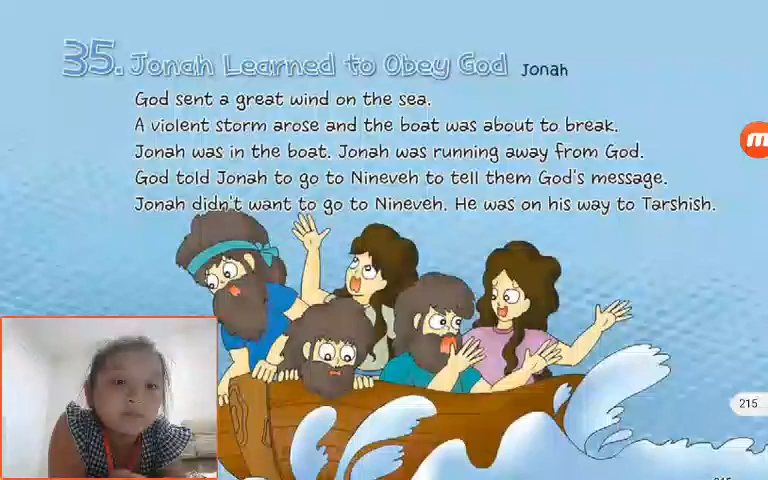 35. Jonah Learned to Obey God Jonah
God sent a great wind on the sea.
A violent storm arose and the boat was about to break.
Jonah was in the boat. Jonah was running away from God.
God told Jonah to go to Nineveh to tell them God's message.
Jonah didn't want to go to Nineveh. He was on his way to Tarshish.
215